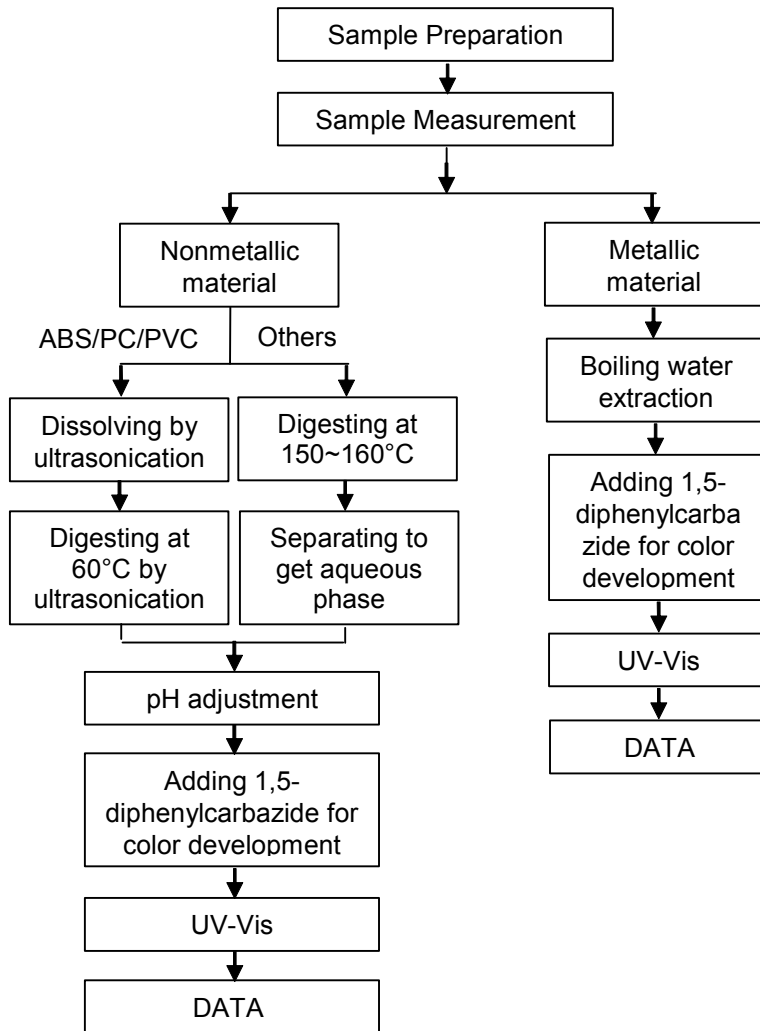 Sample Preparation
Sample Measurement
Nonmetallic
material
ABS/PC/PVC
Others
Dissolving by
ultrasonication
Digesting at
150~160°C
Digesting at
60°C by
ultrasonication
Separating to
get aqueous
phase
pH adjustment
Adding 1,5-
diphenylcarbazide for
color development
UV-Vis
DATA
Metallic
material
Boiling water
extraction
Adding 1,5-
diphenylcarba
zide for color
development
UV-Vis
DATA